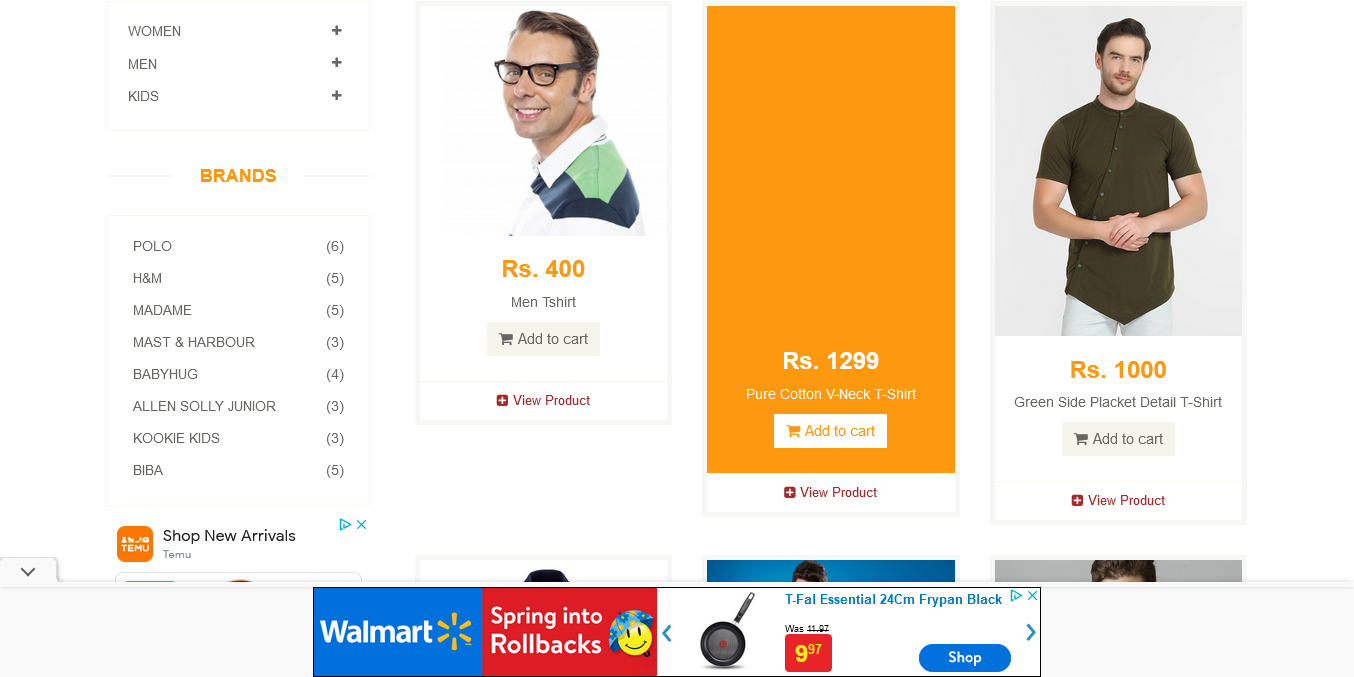 WOMEN
MEN
KIDS
BRANDS
POLO (6)
H&M (5)
MADAME (5)
MAST & HARBOUR (3)
BABYHUG (4)
ALLEN SOLLY JUNIOR (3)
KOOKIE KIDS (3)
BIBA (5)
TEMU
Shop New Arrivals
Temu
Rs. 400
Men Tshirt
Add to cart
View Product
Rs. 1299
Pure Cotton V-Neck T-Shirt
Add to cart
View Product
Rs. 1000
Green Side Placket Detail T-Shirt
Add to cart
View Product
Walmart
Spring into
Rollbacks
T-Fal Essential 24Cm Frypan Black
Was 11.97
9.97
Shop